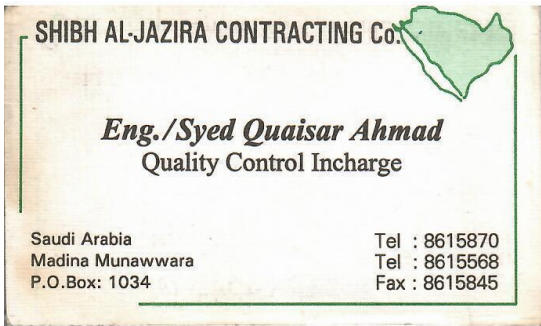 SHIBH AL-JAZIRA CONTRACTING Co.
Eng./Syed Quaisar Ahmad
Quality Control Incharge
Saudi Arabia
Madina Munawwara
P.O.Box: 1034
Tel : 8615870
Tel : 8615568
Fax : 8615845